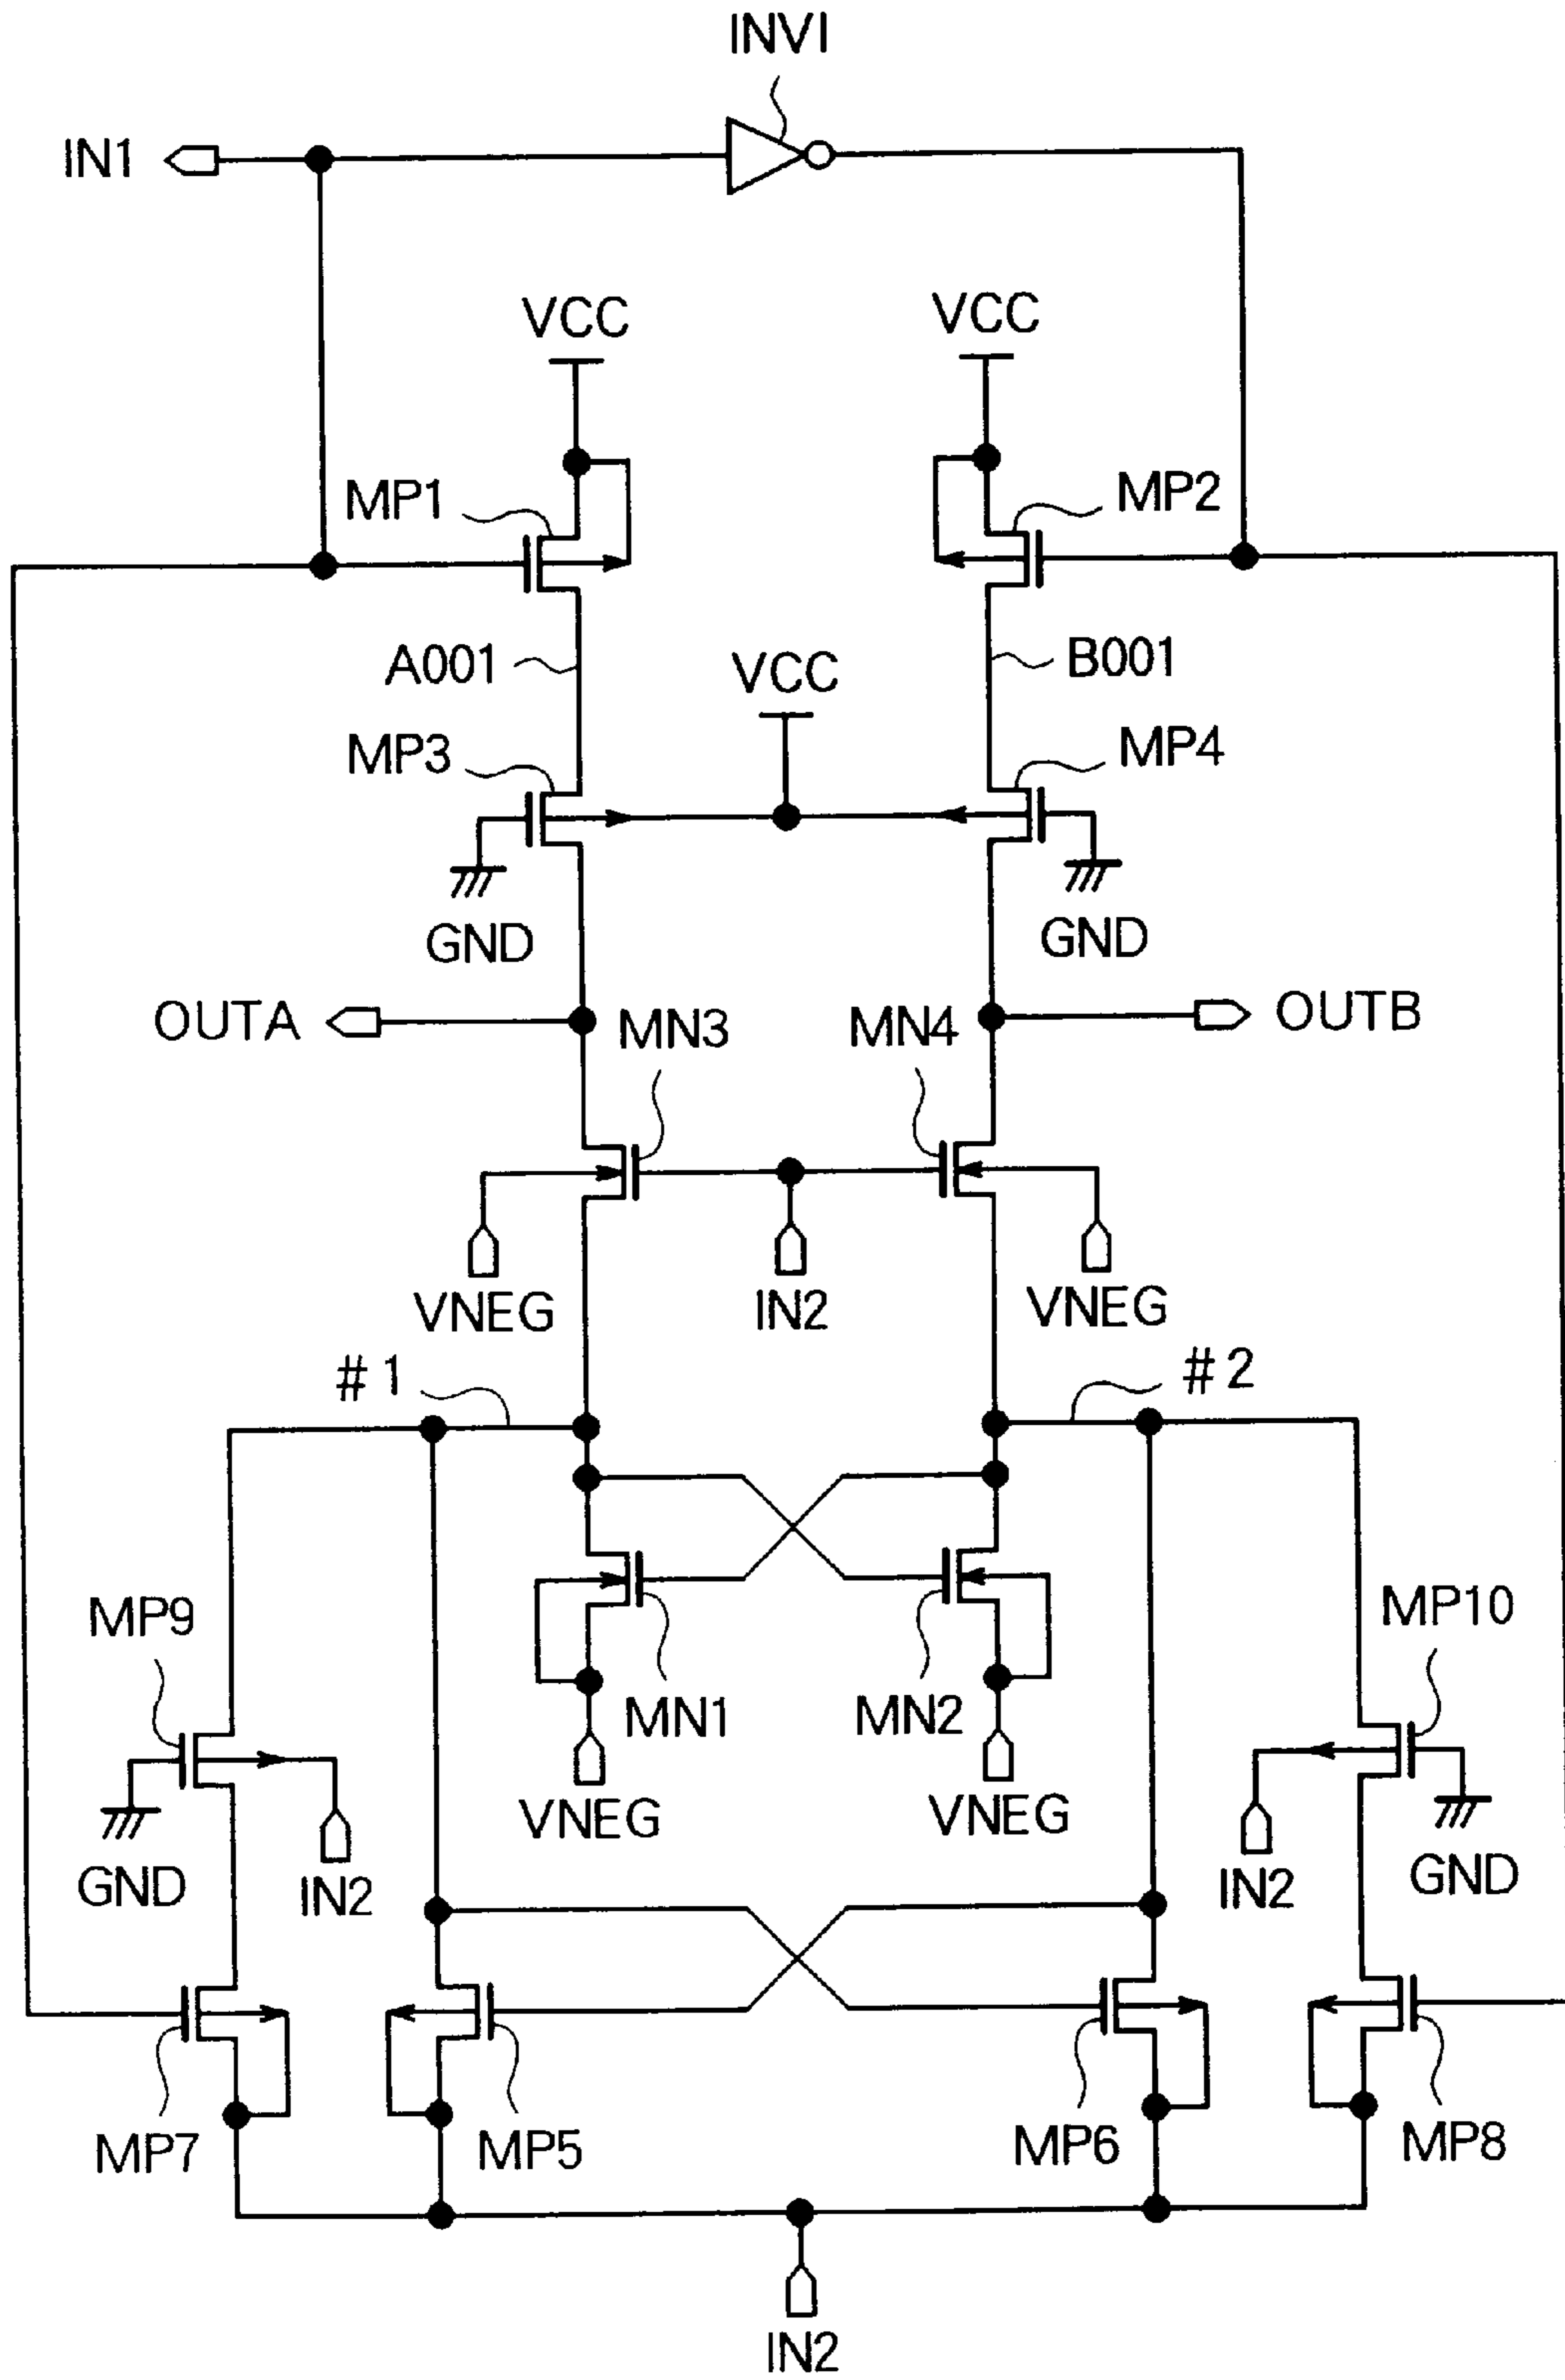 INVI
IN1
VCC
VCC
MP1
MP2
A001
VCC
B001
MP3
MP4
GND
GND
OUTA
MN3
MN4
OUTB
VNEG
IN2
VNEG
#1
#2
MP9
MN1
MN2
MP10
VNEG
VNEG
GND
IN2
IN2
GND
MP7
MP5
MP6
MP8
IN2